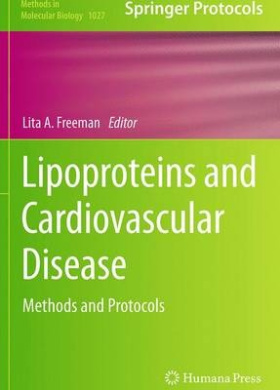 Methods in
Molecular Biology 1027
Springer Protocols
Lita A. Freeman Editor
Lipoproteins and
Cardiovascular
Disease
Methods and Protocols
Humana Press